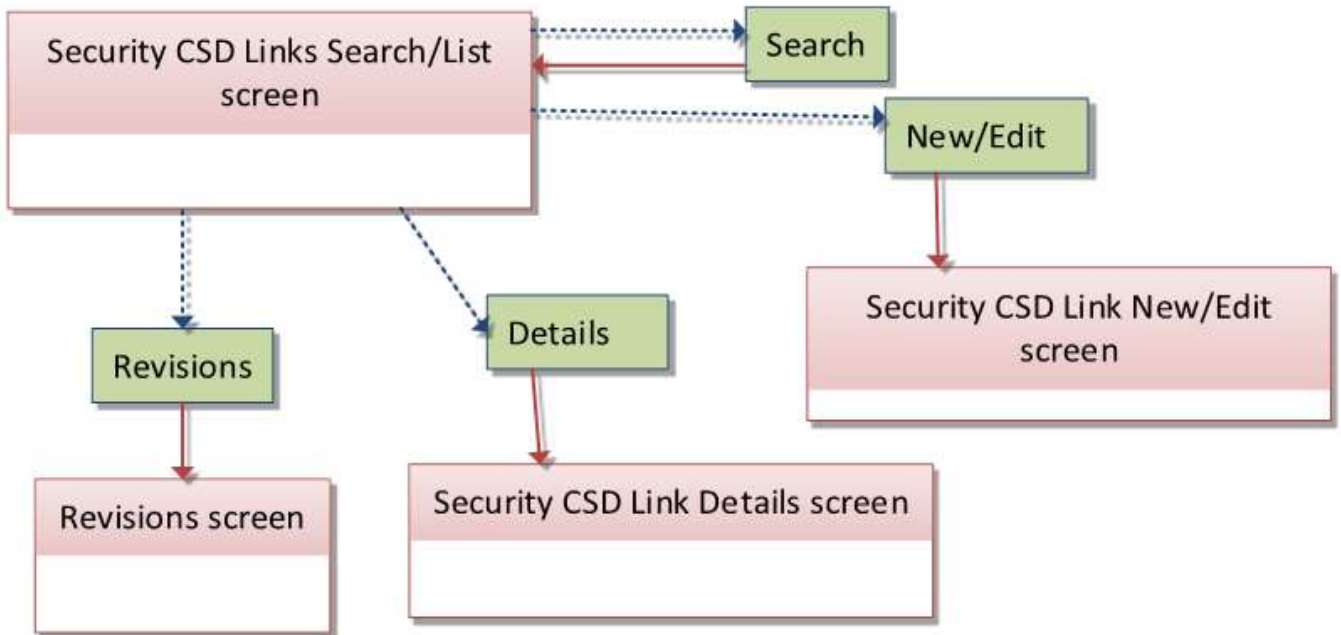 Security CSD Links Search/List
screen
Search
New/Edit
Security CSD Link New/Edit
screen
Details
Revisions
Security CSD Link Details screen
Revisions screen